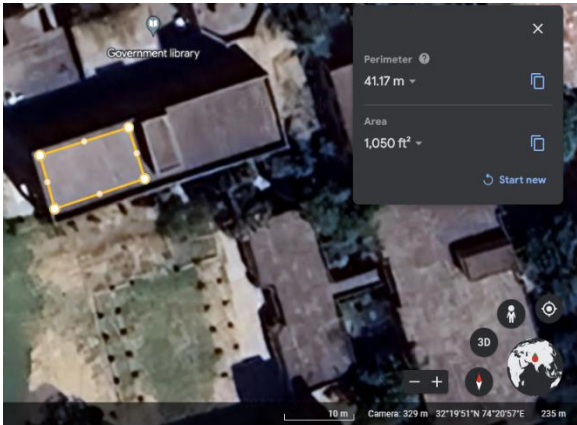 Government library
Perimeter
41.17 m
Area
1,050 ft²
Start new
3D
10 m
Camera: 329 m 32°19'51"N 74°20'57"E 235 m